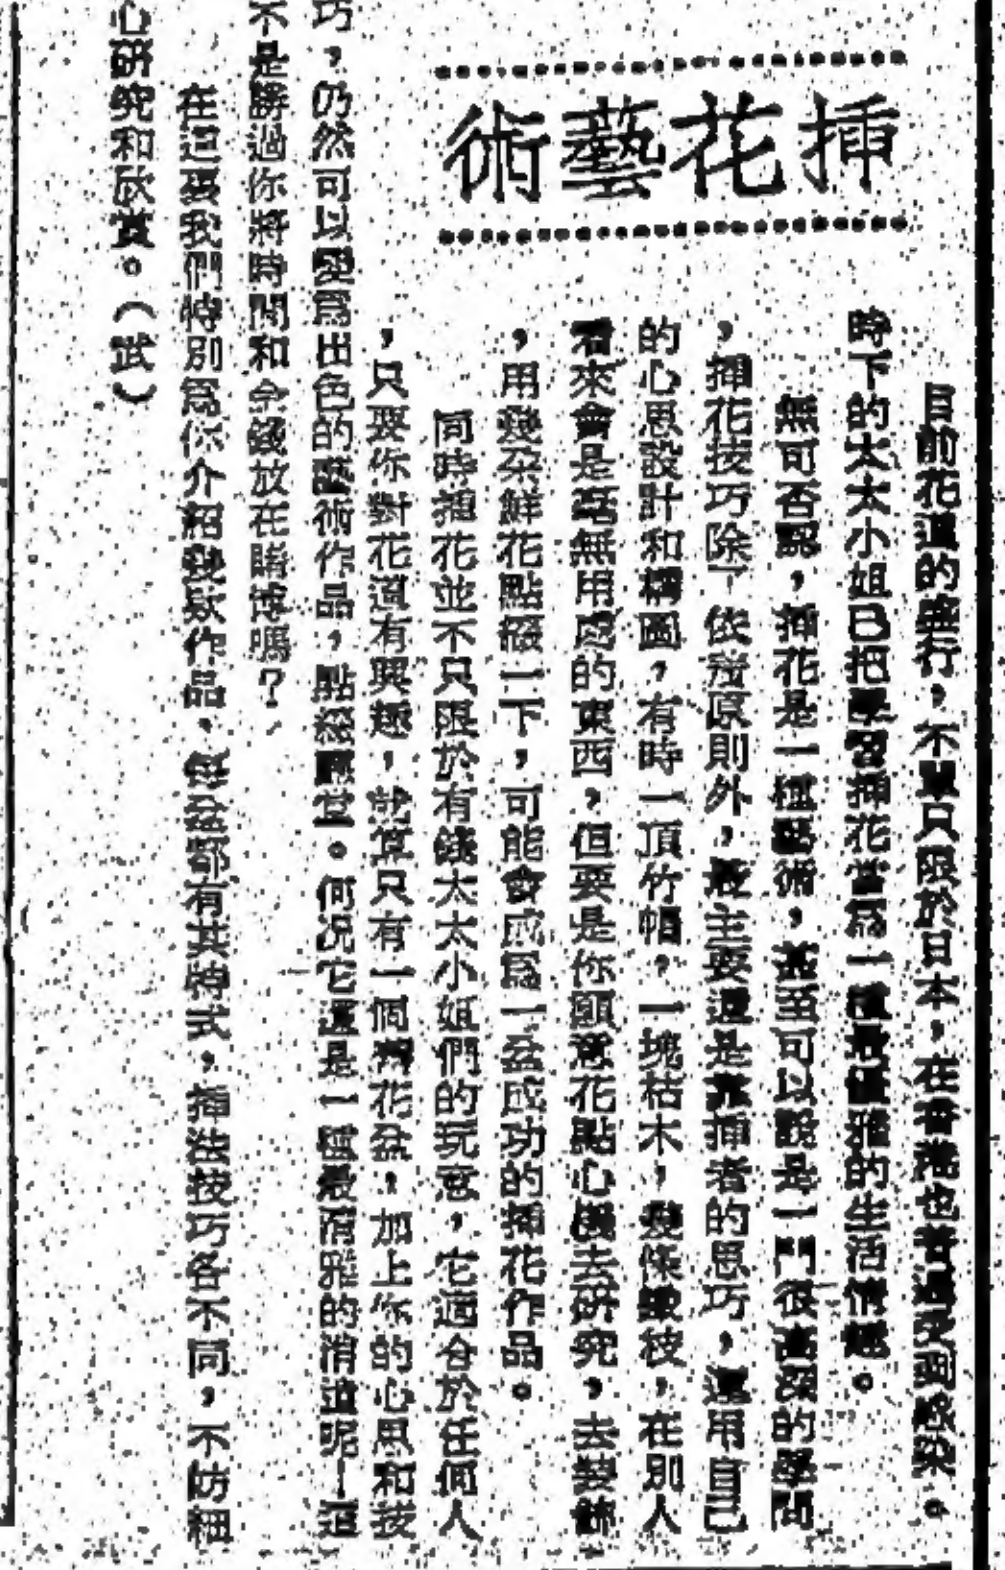 插花藝術
目前花道的盛行，不單只限於日本，在香港也普遍受到感染。
時下的太太小姐已把學習插花當爲一種最優雅的生活情趣。
無可否認，插花是一種藝術，甚至可以說是一門很高深的學問
，插花技巧除了依着原則外，最主要還是靠插者的思巧，運用自己
的心思設計和構圖，有時一頂竹帽，一塊枯木，幾條樹枝，在別人
看來會是毫無用處的東西，但要是你願意花點心機去研究，去裝飾
，用幾朵鮮花點綴一下，可能會成爲一盆成功的插花作品。
同時插花並不只限於有錢太太小姐們的玩意，它適合於任何人
，只要你對花道有興趣，就算只有一個爛花盆，加上你的心思和技
巧，仍然可以變爲出色的藝術作品，點綴廳堂。何況它還是一種最清雅的消遣呢！這
不是勝過你將時間和金錢放在賭博嗎？
在這裏我們特別爲你介紹幾款作品，每盆都有其特式，插法技巧各不同，不妨細
心研究和欣賞。（武）